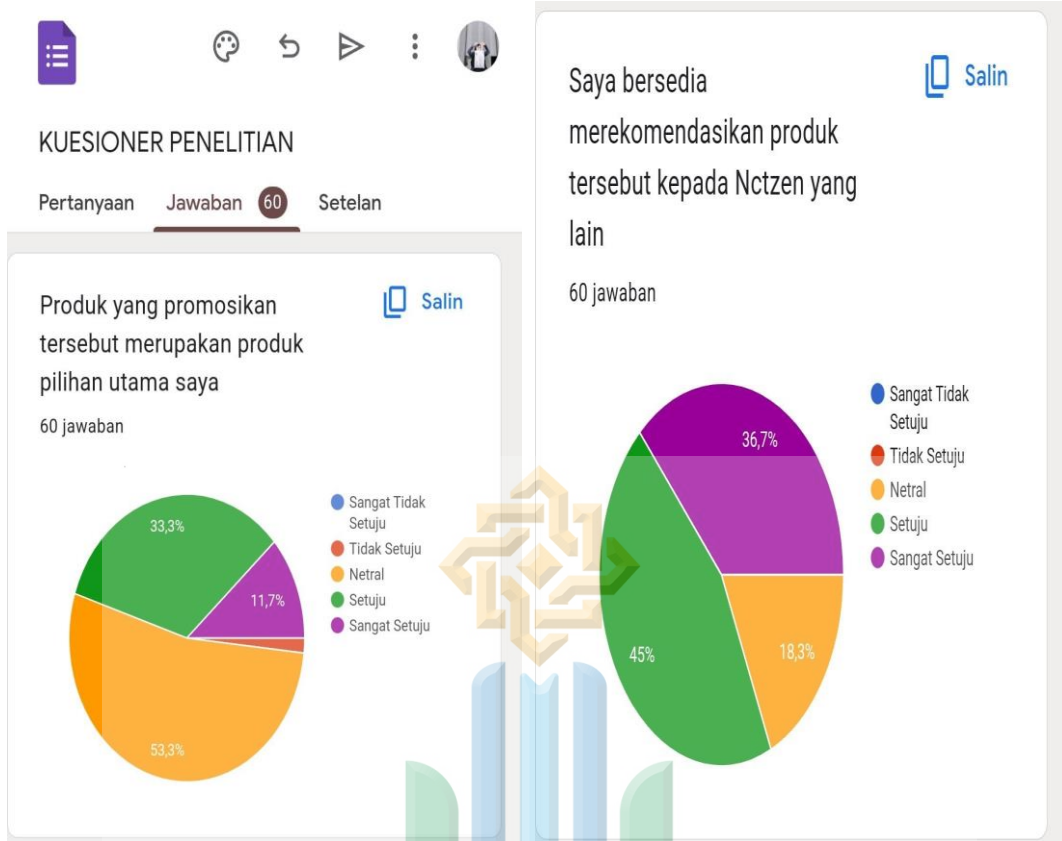 KUESIONER PENELITIAN
Pertanyaan Jawaban 60 Setelan
Produk yang promosikan
tersebut merupakan produk
pilihan utama saya
Salin
60 jawaban
33,3%
11,7%
53,3%
Sangat Tidak
Setuju
Tidak Setuju
Netral
Setuju
Sangat Setuju
Saya bersedia
merekomendasikan produk
tersebut kepada Nctzen yang
lain
Salin
60 jawaban
36,7%
45%
18,3%
Sangat Tidak
Setuju
Tidak Setuju
Netral
Setuju
Sangat Setuju